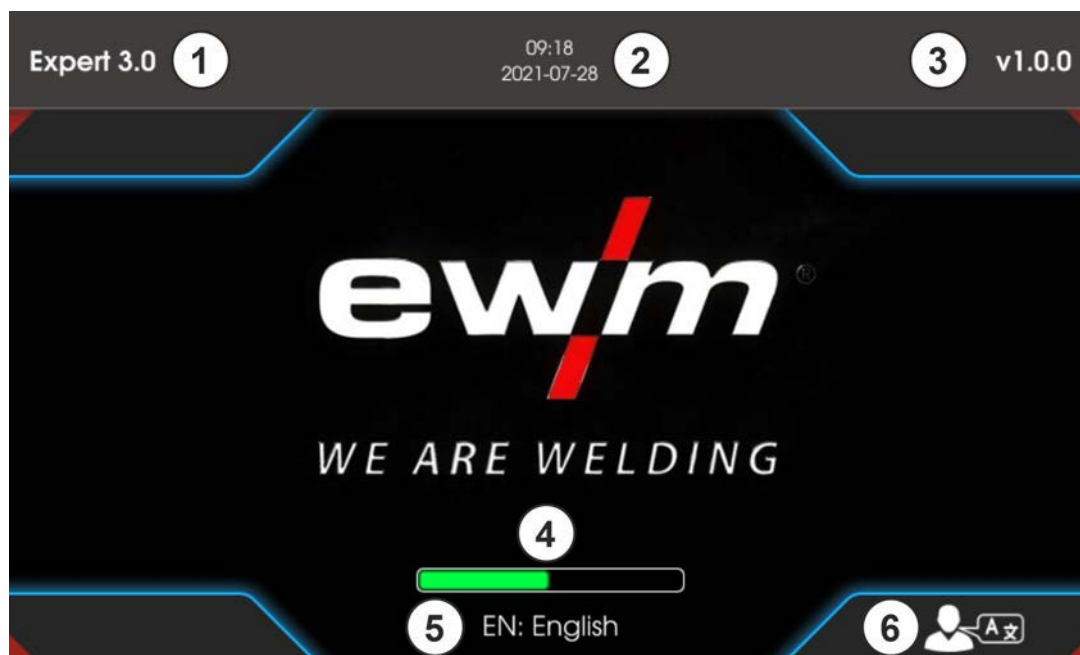 Expert 3.0 1
09:18
2021-07-28
2
3 v1.0.0
ewm®
WE ARE WELDING
4
5 EN: English
6 A文